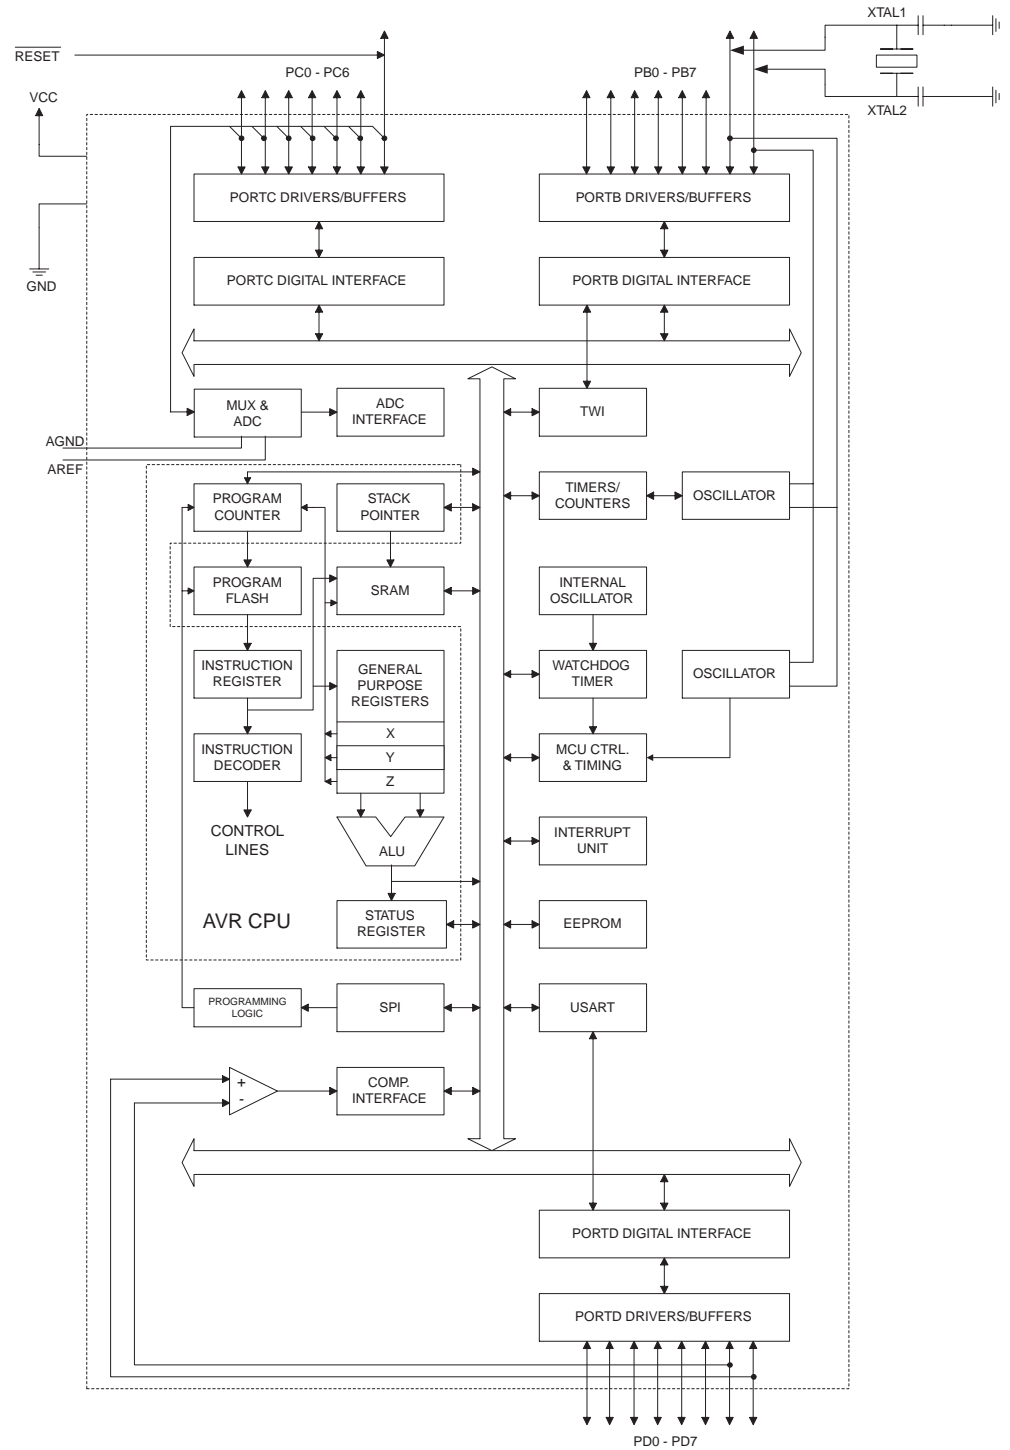 XTAL1
RESET
PC0 - PC6
PB0 - PB7
VCC
XTAL2
PORTC DRIVERS/BUFFERS
PORTB DRIVERS/BUFFERS
PORTC DIGITAL INTERFACE
PORTB DIGITAL INTERFACE
GND
MUX &
ADC
ADC
INTERFACE
TWI
AGND
AREF
PROGRAM
COUNTER
STACK
POINTER
TIMERS/
COUNTERS
OSCILLATOR
PROGRAM
FLASH
SRAM
INTERNAL
OSCILLATOR
INSTRUCTION
REGISTER
GENERAL
PURPOSE
REGISTERS
WATCHDOG
TIMER
OSCILLATOR
X
INSTRUCTION
DECODER
Y
MCU CTRL.
& TIMING
Z
CONTROL
LINES
ALU
INTERRUPT
UNIT
AVR CPU
STATUS
REGISTER
EEPROM
PROGRAMMING
LOGIC
SPI
USART
+
-
COMP.
INTERFACE
PORTD DIGITAL INTERFACE
PORTD DRIVERS/BUFFERS
PD0 - PD7